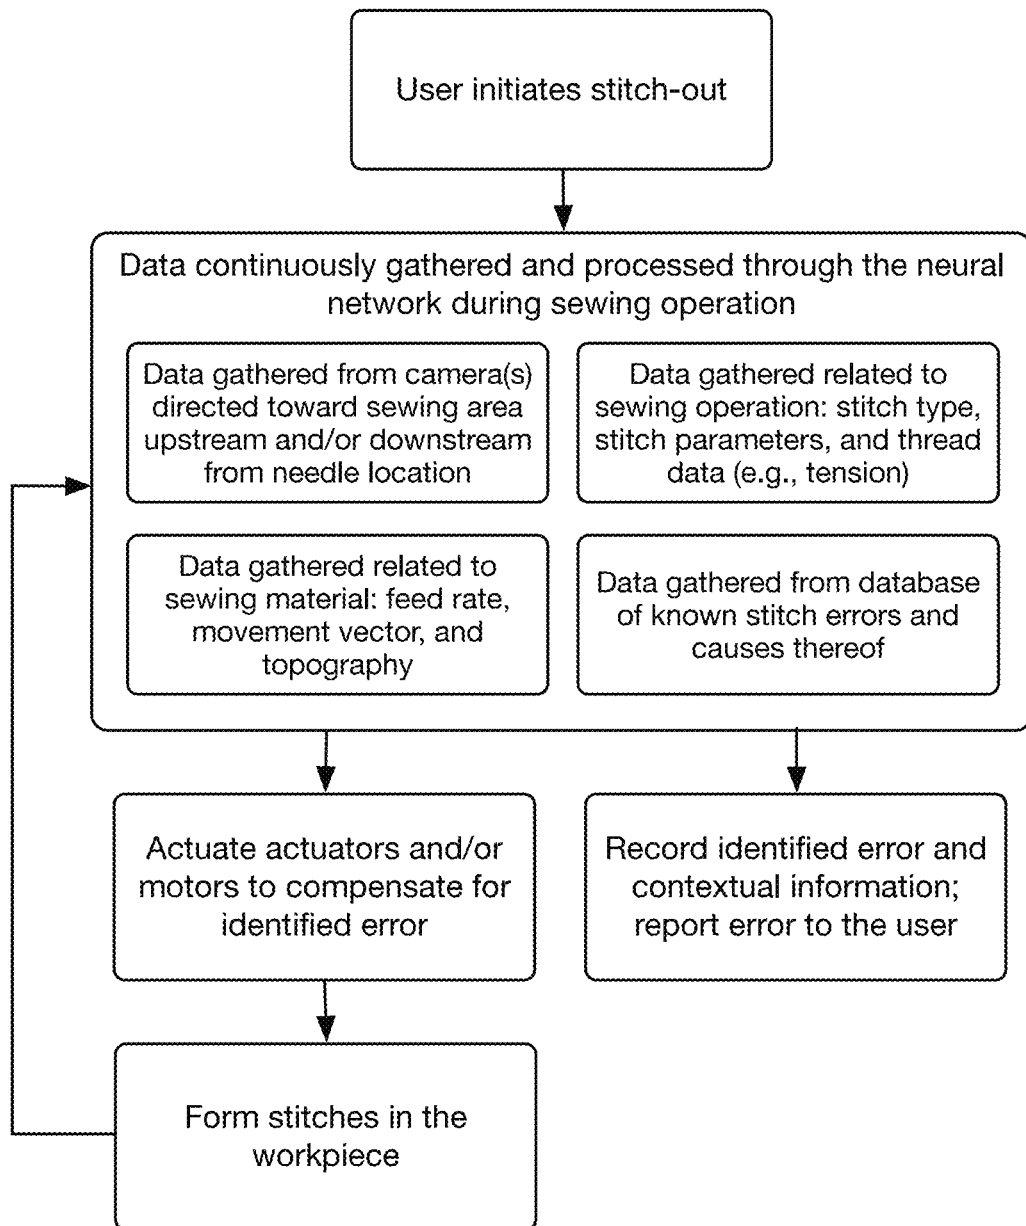 User initiates stitch-out
Data continuously gathered and processed through the neural
network during sewing operation
Data gathered from camera(s)
directed toward sewing area
upstream and/or downstream
from needle location
Data gathered related to
sewing operation: stitch type,
stitch parameters, and thread
data (e.g., tension)
Data gathered related to
sewing material: feed rate,
movement vector, and
topography
Data gathered from database
of known stitch errors and
causes thereof
Actuate actuators and/or
motors to compensate for
identified error
Record identified error and
contextual information;
report error to the user
Form stitches in the
workpiece